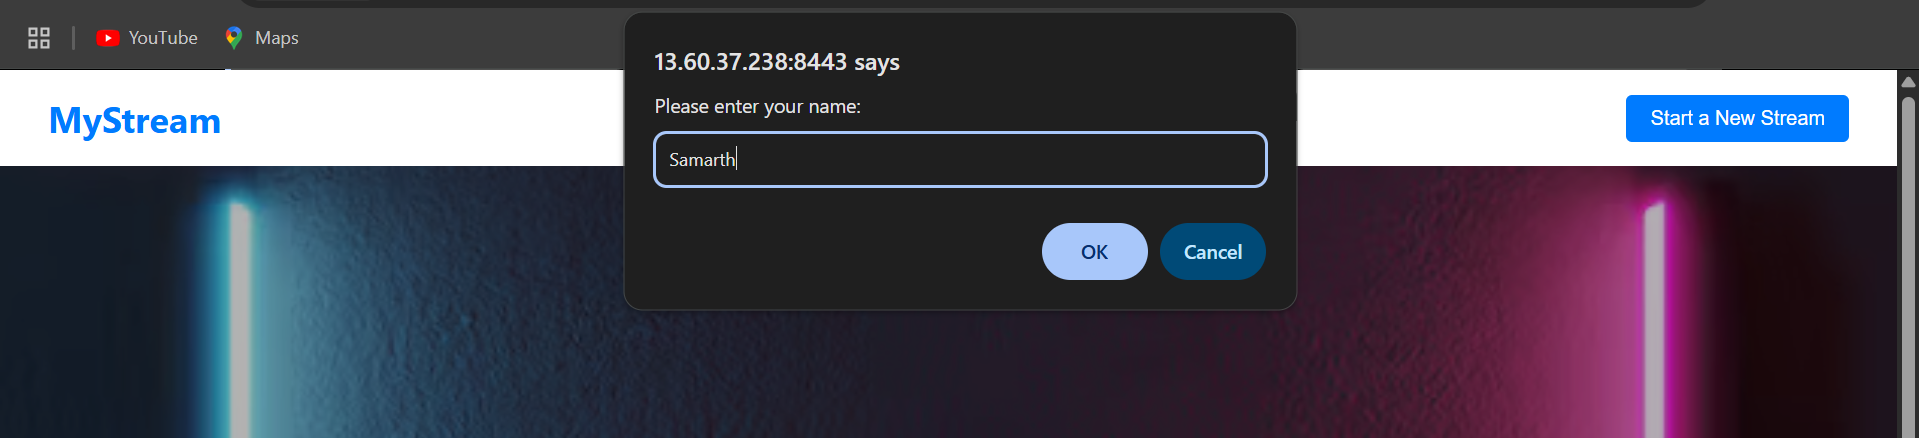 YouTube
Maps
13.60.37.238:8443 says
Please enter your name:
Samarth
OK
Cancel
MyStream
Start a New Stream